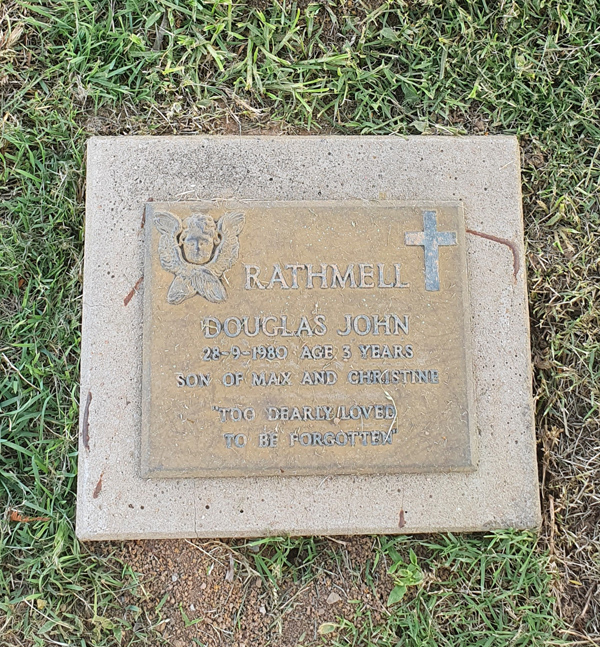 RATHMELL
DOUGLAS JOHN
28-9-1980 AGE 3 YEARS
SON OF MAX AND CHRISTINE
"TOO DEARLY LOVED
TO BE FORGOTTEN"